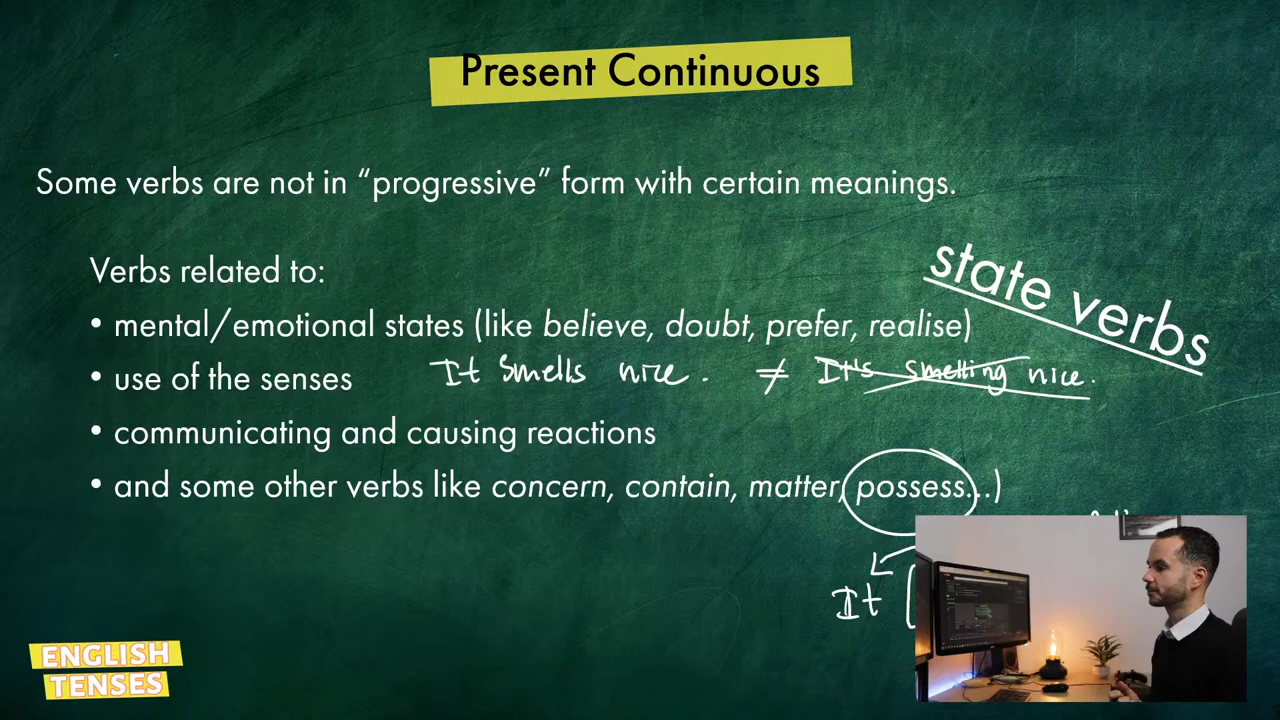 Present Continuous
Some verbs are not in “progressive” form with certain meanings.
state verbs
Verbs related to:
• mental/emotional states (like believe, doubt, prefer, realise)
• use of the senses It smells nice. ≠ It's smelling nice.
• communicating and causing reactions
• and some other verbs like concern, contain, matter, possess...)
It
ENGLISH
TENSES